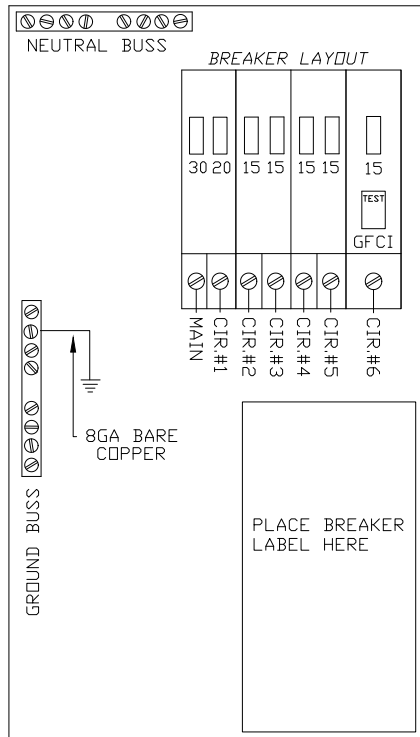 NEUTRAL BUSS
BREAKER LAYOUT
30 20 15 15 15 15 15
TEST
GFCI
MAIN
CIR.#1
CIR.#2
CIR.#3
CIR.#4
CIR.#5
CIR.#6
8GA BARE
COPPER
GROUND BUSS
PLACE BREAKER
LABEL HERE